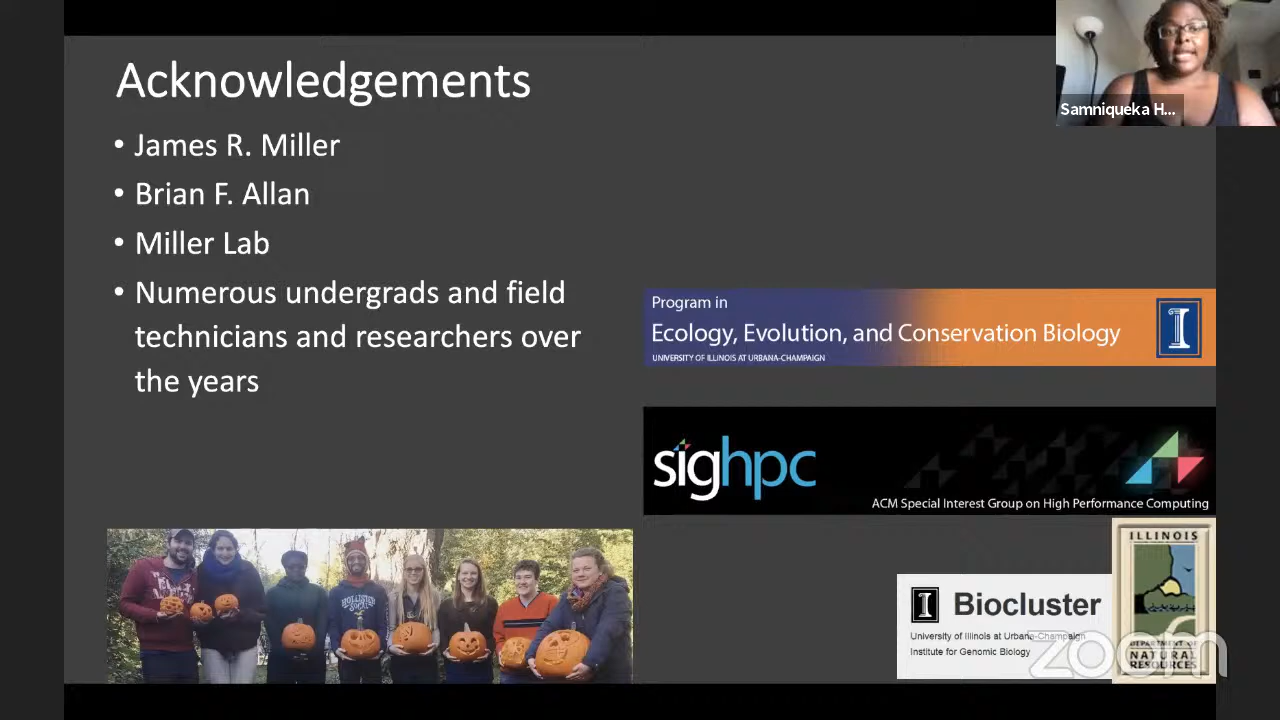 Acknowledgements
Samniqueka H...
• James R. Miller
• Brian F. Allan
• Miller Lab
• Numerous undergrads and field
technicians and researchers over
the years
Program in
Ecology, Evolution, and Conservation Biology
UNIVERSITY OF ILLINOIS AT URBANA-CHAMPAIGN
I
sighpc
ACM Special Interest Group on High Performance Computing
HOLLISTER
I
Biocluster
University of Illinois at Urbana-Champaign
Institute for Genomic Biology
ILLINOIS
DEPARTMENT OF
NATURAL
RESOURCES
zoom